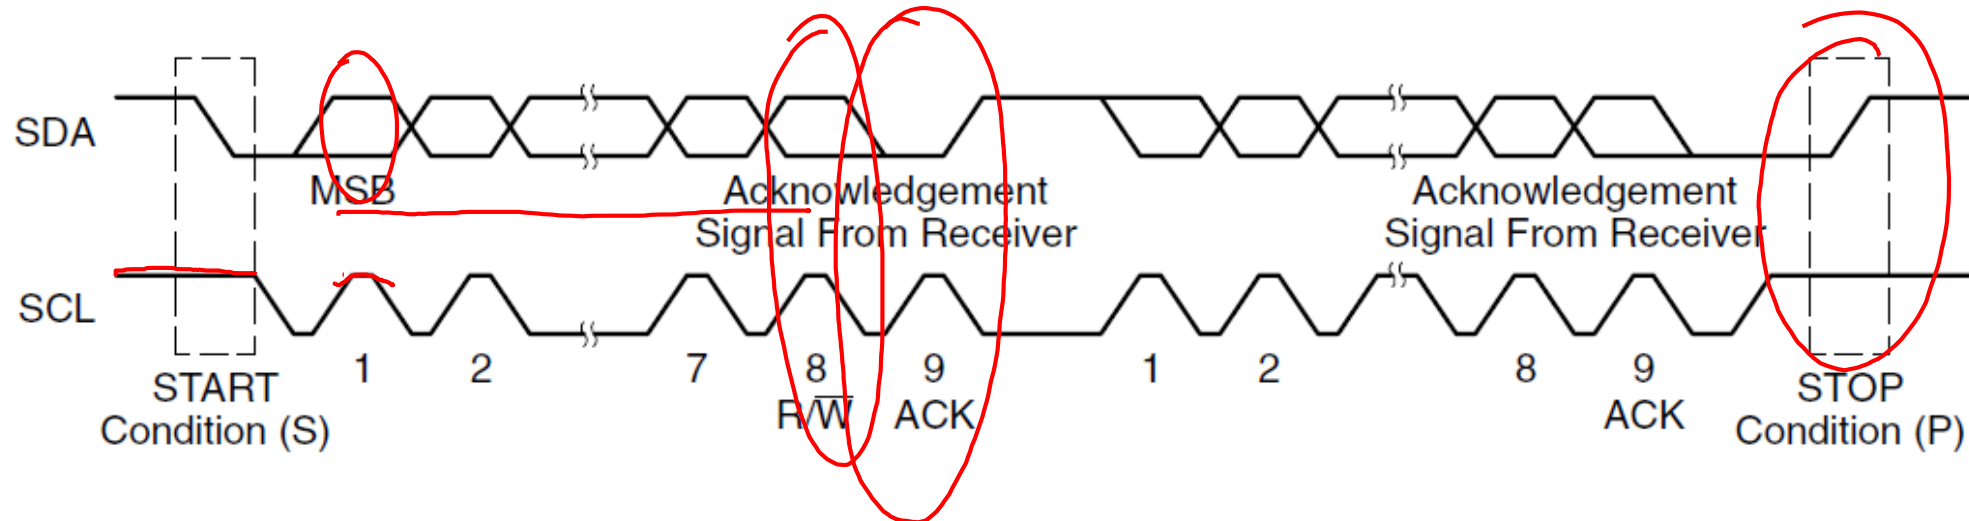 SDA
MSB
Acknowledgement
Signal From Receiver
Acknowledgement
Signal From Receiver
SCL
1 2 7 8 9 1 2 8 9
R/W̅ ACK ACK
START
Condition (S)
STOP
Condition (P)